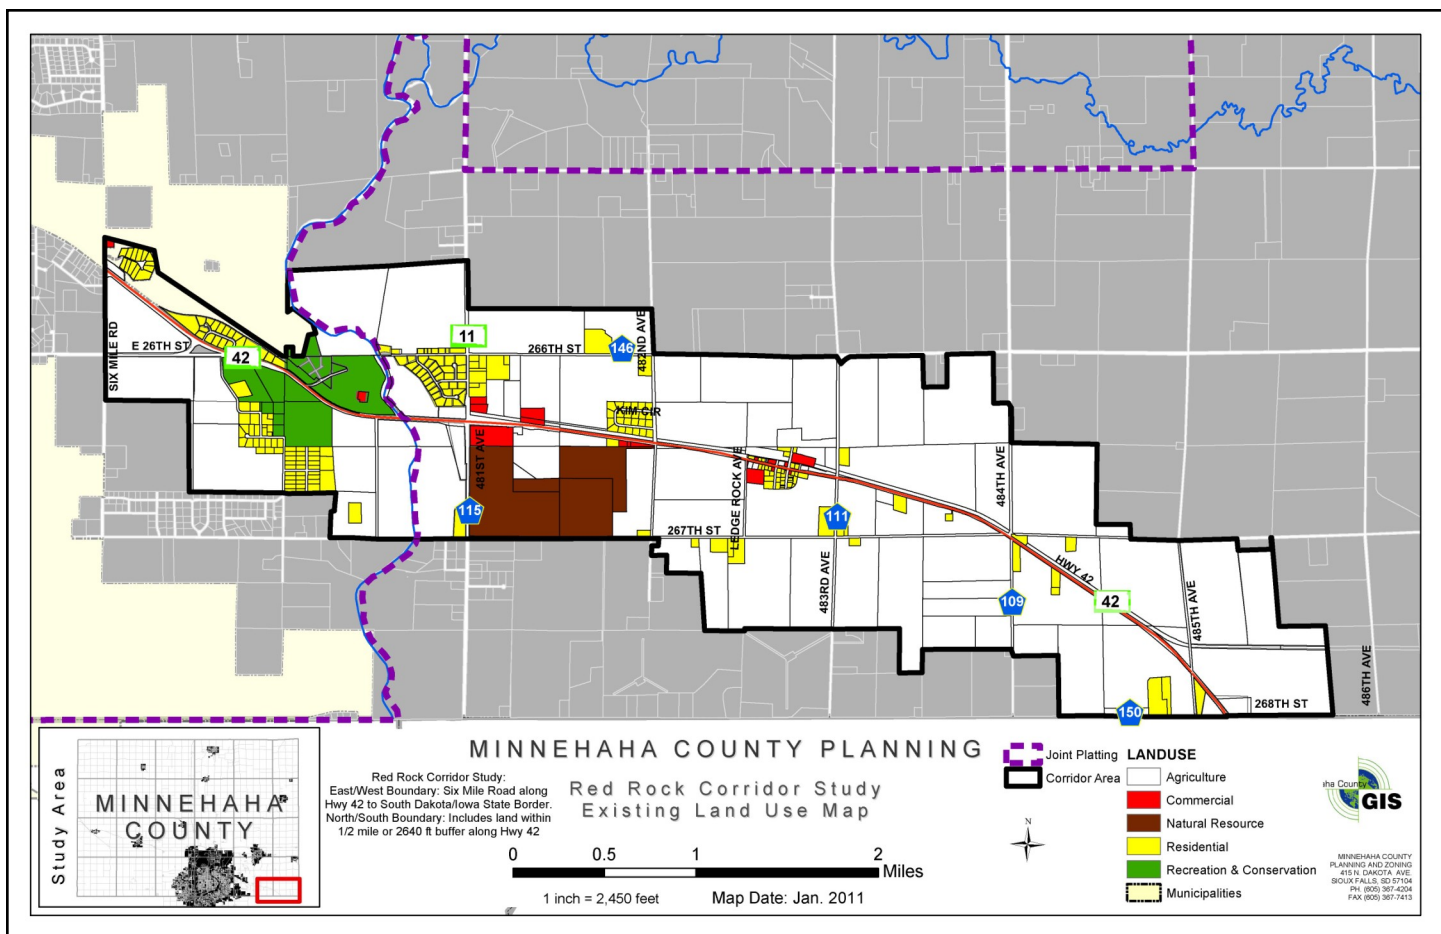 SIX MILE RD
E 26TH ST
42
11
266TH ST
146
482ND AVE
KIM CIR
481ST AVE
115
LEDGE ROCK AVE
267TH ST
111
483RD AVE
484TH AVE
109
HWY 42
42
485TH AVE
486TH AVE
150
268TH ST
Study Area
MINNEHAHA
COUNTY
Red Rock Corridor Study:
East/West Boundary: Six Mile Road along
Hwy 42 to South Dakota/Iowa State Border.
North/South Boundary: Includes land within
1/2 mile or 2640 ft buffer along Hwy 42
MINNEHAHA COUNTY PLANNING
Red Rock Corridor Study
Existing Land Use Map
0 0.5 1 2
Miles
1 inch = 2,450 feet
Map Date: Jan. 2011
N
Joint Platting
Corridor Area
LANDUSE
Agriculture
Commercial
Natural Resource
Residential
Recreation & Conservation
Municipalities
ha County
GIS
MINNEHAHA COUNTY
PLANNING AND ZONING
415 N. DAKOTA AVE.
SIOUX FALLS, SD 57104
PH. (605) 367-4204
FAX (605) 367-7413